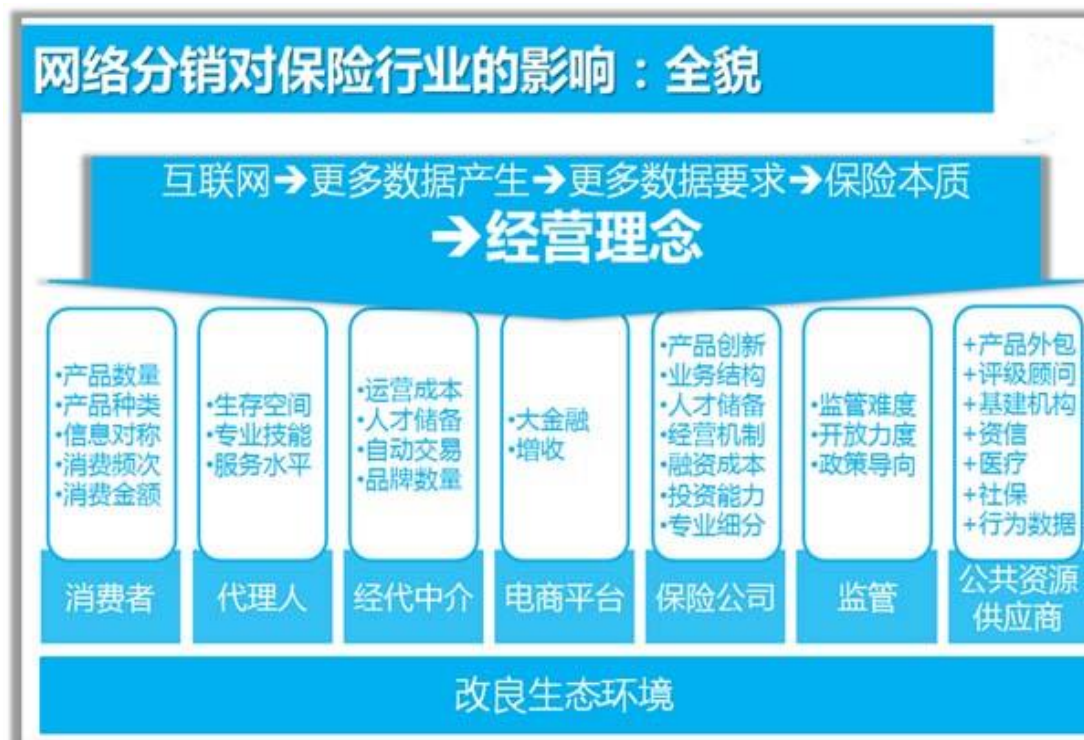 网络分销对保险行业的影响：全貌
互联网→更多数据产生→更多数据要求→保险本质
→经营理念
•产品数量
•产品种类
•信息对称
•消费频次
•消费金额
消费者
•生存空间
•专业技能
•服务水平
代理人
•运营成本
•人才储备
•自动交易
•品牌数量
经代中介
•大金融
•增收
电商平台
•产品创新
•业务结构
•人才储备
•经营机制
•融资成本
•投资能力
•专业细分
保险公司
•监管难度
•开放力度
•政策导向
监管
+产品外包
+评级顾问
+基建机构
+资信
+医疗
+社保
+行为数据
公共资源
供应商
改良生态环境